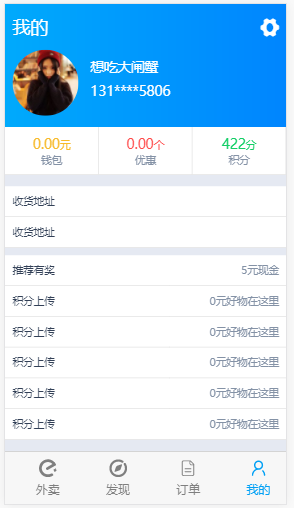 我的
想吃大闸蟹
131****5806
0.00元 0.00个 422分
钱包 优惠 积分
收货地址
收货地址
推荐有奖 5元现金
积分上传 0元好物在这里
积分上传 0元好物在这里
积分上传 0元好物在这里
积分上传 0元好物在这里
积分上传 0元好物在这里
外卖 发现 订单 我的